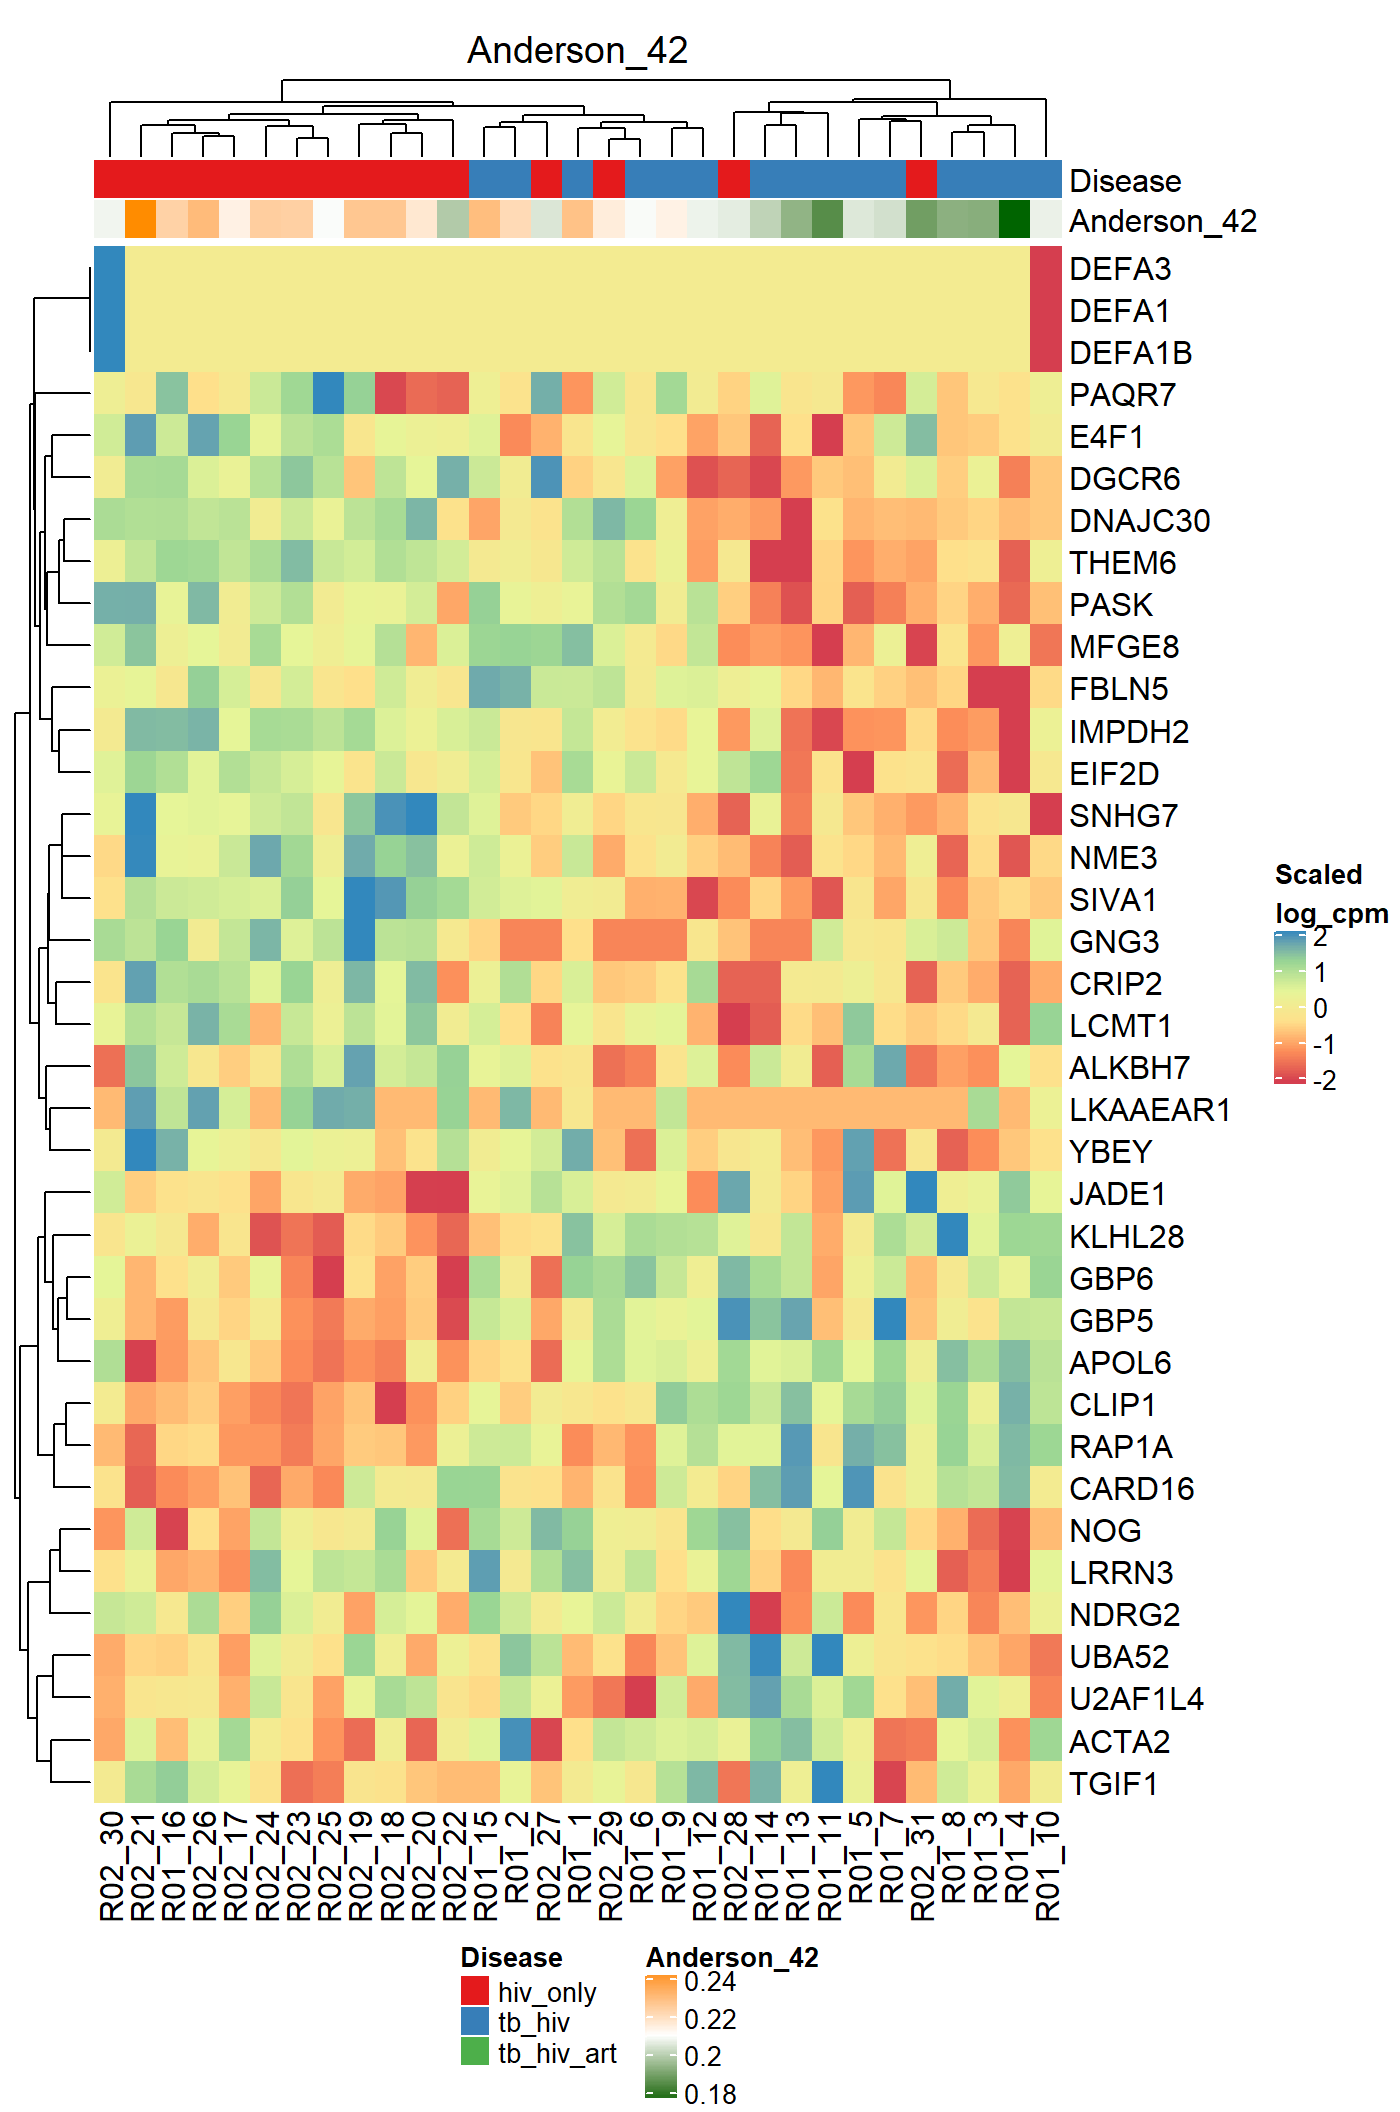 Anderson_42
Disease
Anderson_42
DEFA3
DEFA1
DEFA1B
PAQR7
E4F1
DGCR6
DNAJC30
THEM6
PASK
MFGE8
FBLN5
IMPDH2
EIF2D
SNHG7
NME3
SIVA1
GNG3
CRIP2
LCMT1
ALKBH7
LKAAEAR1
YBEY
JADE1
KLHL28
GBP6
GBP5
APOL6
CLIP1
RAP1A
CARD16
NOG
LRRN3
NDRG2
UBA52
U2AF1L4
ACTA2
TGIF1
Scaled
log_cpm
2
1
0
-1
-2
R02_30
R02_21
R01_16
R02_26
R02_17
R02_24
R02_23
R02_25
R02_19
R02_18
R02_20
R02_22
R01_15
R01_2
R02_27
R01_1
R02_29
R01_6
R01_9
R01_12
R02_28
R01_14
R01_13
R01_11
R01_5
R01_7
R02_31
R01_8
R01_3
R01_4
R01_10
Disease
hiv_only
tb_hiv
tb_hiv_art
Anderson_42
0.24
0.22
0.2
0.18